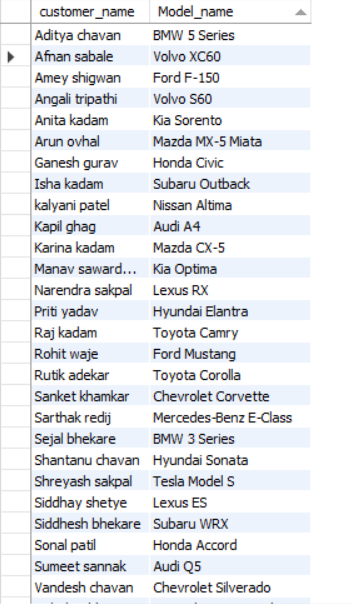 customer_name Model_name
Aditya chavan BMW 5 Series
Afnan sabale Volvo XC60
Amey shigwan Ford F-150
Angali tripathi Volvo S60
Anita kadam Kia Sorento
Arun ovhal Mazda MX-5 Miata
Ganesh gurav Honda Civic
Isha kadam Subaru Outback
kalyani patel Nissan Altima
Kapil ghag Audi A4
Karina kadam Mazda CX-5
Manav saward... Kia Optima
Narendra sakpal Lexus RX
Priti yadav Hyundai Elantra
Raj kadam Toyota Camry
Rohit waje Ford Mustang
Rutik adekar Toyota Corolla
Sanket khamkar Chevrolet Corvette
Sarthak redij Mercedes-Benz E-Class
Sejal bhekare BMW 3 Series
Shantanu chavan Hyundai Sonata
Shreyash sakpal Tesla Model S
Siddhay shetye Lexus ES
Siddhesh bhekare Subaru WRX
Sonal patil Honda Accord
Sumeet sannak Audi Q5
Vandesh chavan Chevrolet Silverado